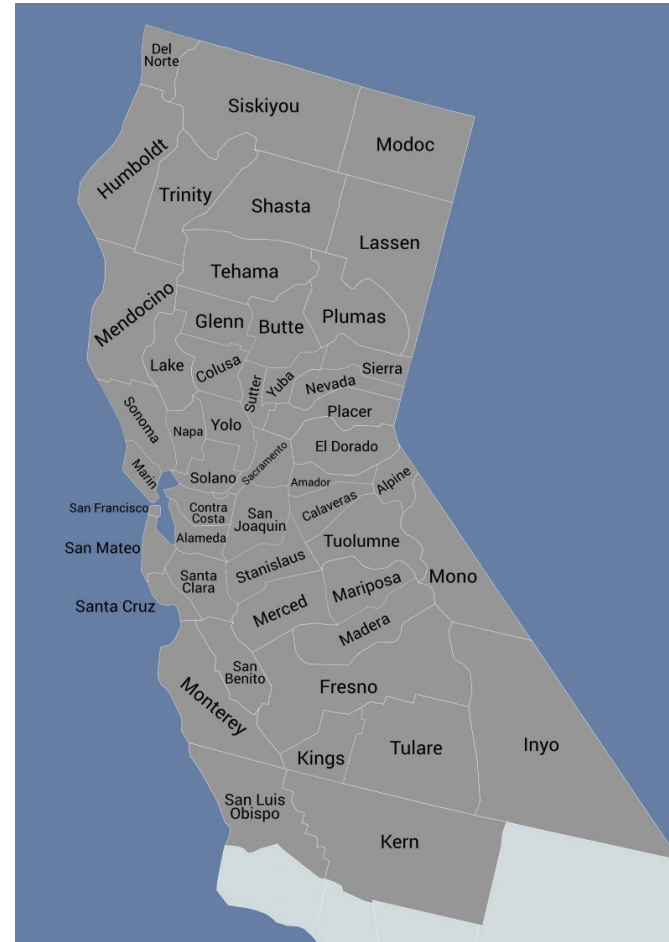 Del
Norte
Siskiyou
Modoc
Humboldt
Trinity
Shasta
Lassen
Tehama
Mendocino
Glenn
Butte
Plumas
Lake
Colusa
Sutter
Yuba
Nevada
Sierra
Placer
Sonoma
Napa
Yolo
El Dorado
Sacramento
Marin
Solano
Amador
Alpine
San Francisco
Contra
Costa
San
Joaquin
Calaveras
Alameda
Tuolumne
San Mateo
Santa
Clara
Stanislaus
Mono
Mariposa
Santa Cruz
Merced
Madera
San
Benito
Fresno
Monterey
Kings
Tulare
Inyo
San Luis
Obispo
Kern